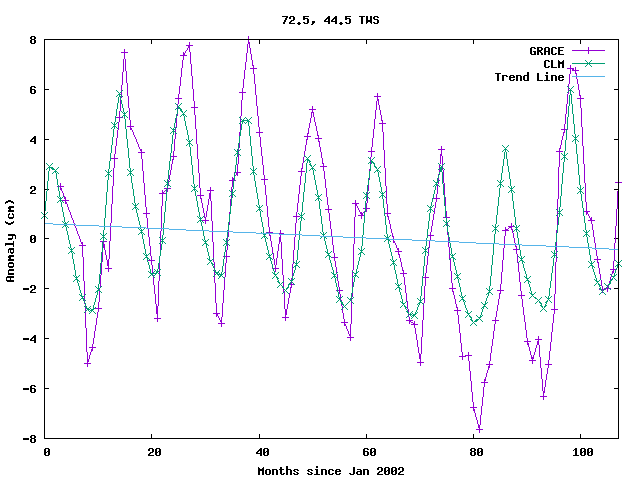 72.5, 44.5 TWS
GRACE
CLM
Trend Line
8
6
4
2
0
-2
-4
-6
-8
Anomaly (cm)
0 20 40 60 80 100
Months since Jan 2002